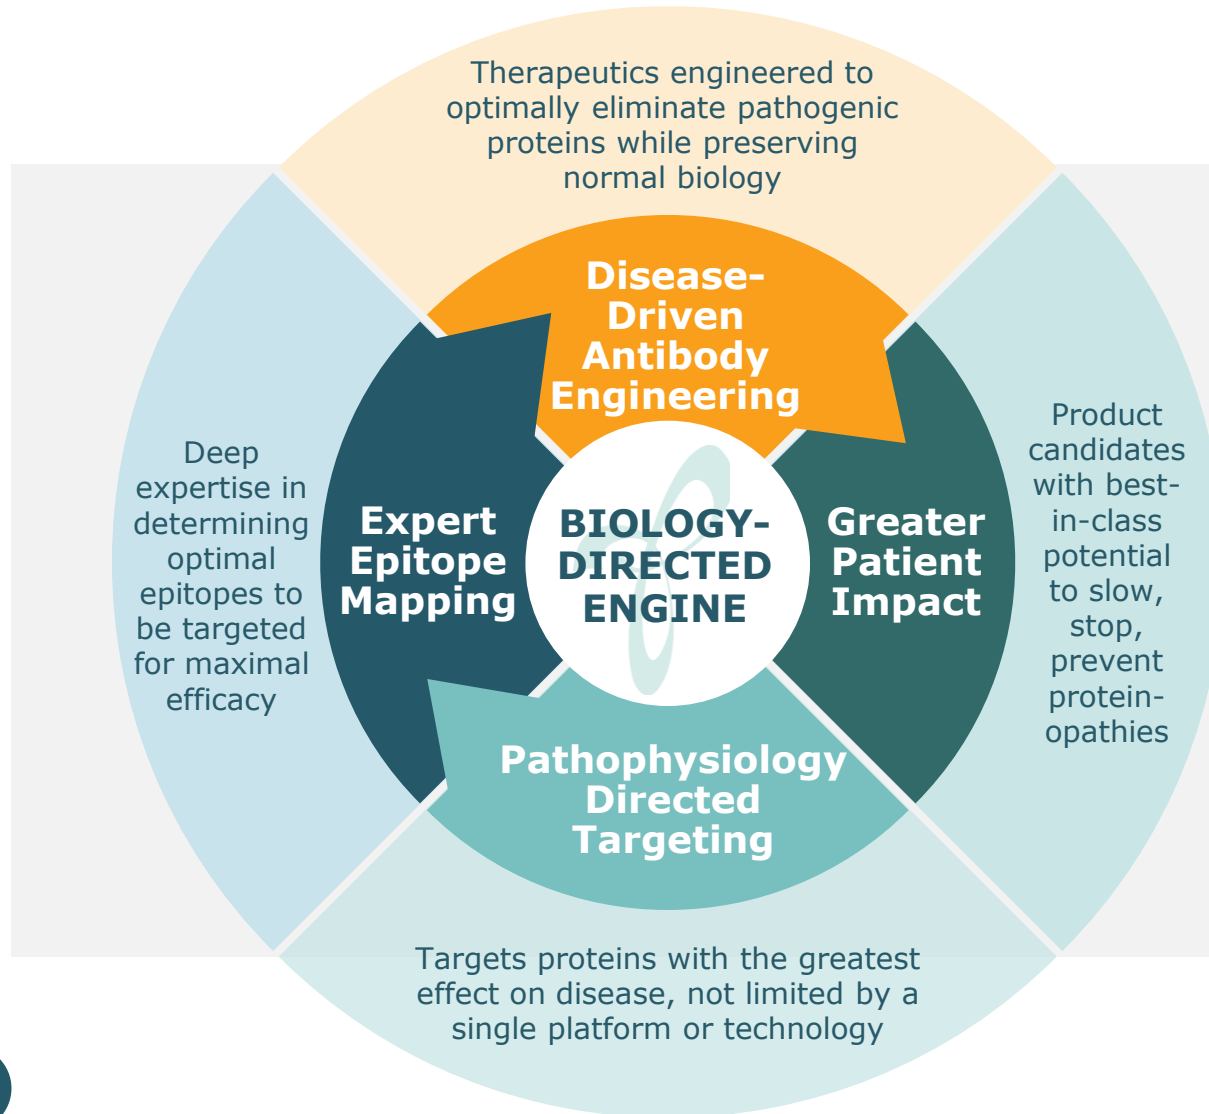 Therapeutics engineered to
optimally eliminate pathogenic
proteins while preserving
normal biology
Disease-
Driven
Antibody
Engineering
Deep
expertise in
determining
optimal
epitopes to
be targeted
for maximal
efficacy
Expert
Epitope
Mapping
BIOLOGY-
DIRECTED
ENGINE
Greater
Patient
Impact
Product
candidates
with best-
in-class
potential
to slow,
stop,
prevent
protein-
opathies
Pathophysiology
Directed
Targeting
Targets proteins with the greatest
effect on disease, not limited by a
single platform or technology